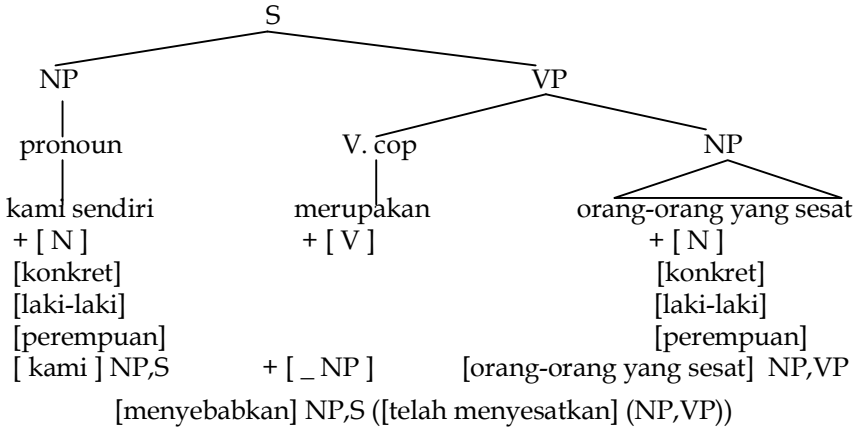 S
NP VP
pronoun V. cop NP
kami sendiri merupakan orang-orang yang sesat
+ [ N ] + [ V ] + [ N ]
[konkret] [konkret]
[laki-laki] [laki-laki]
[perempuan] [perempuan]
[ kami ] NP,S + [ _ NP ] [orang-orang yang sesat] NP,VP
[menyebabkan] NP,S ([telah menyesatkan] (NP,VP))